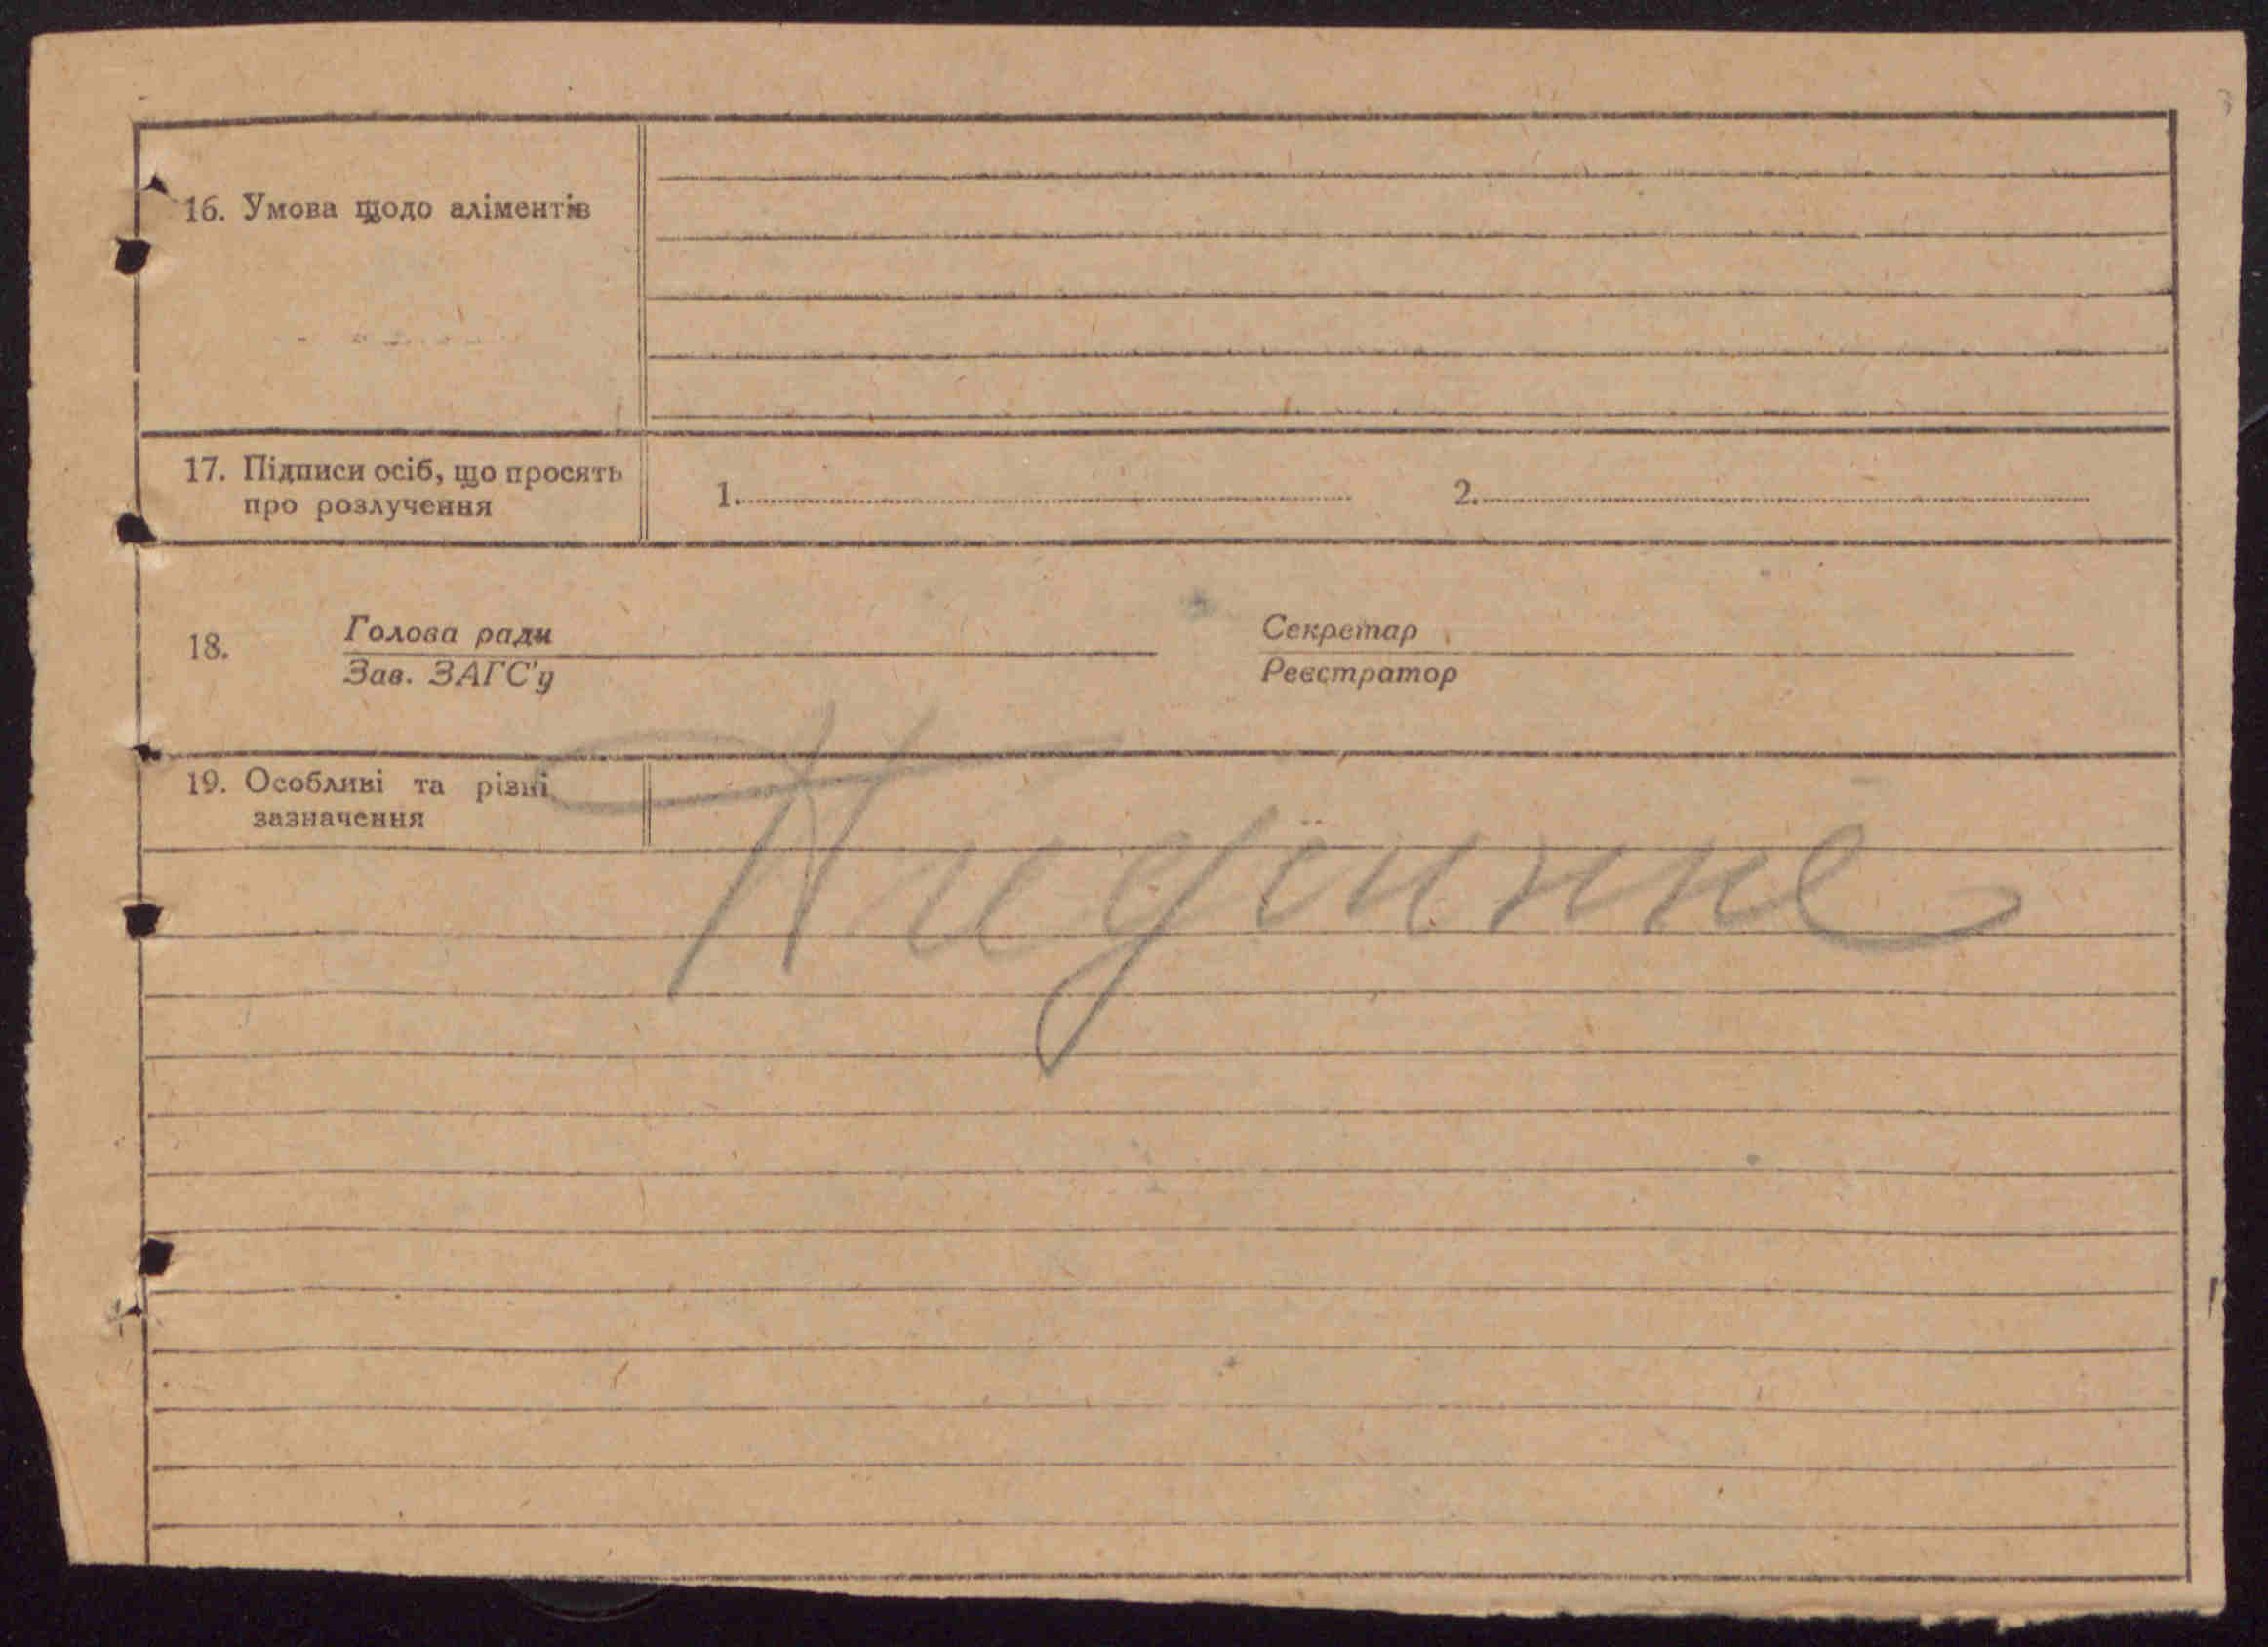 16. Умова щодо аліментів
17. Підписи осіб, що просять
про розлучення
1.
2.
18.
Голова ради
Зав. ЗАГС'у
Секретар
Реєстратор
19. Особливі та різні
зазначення